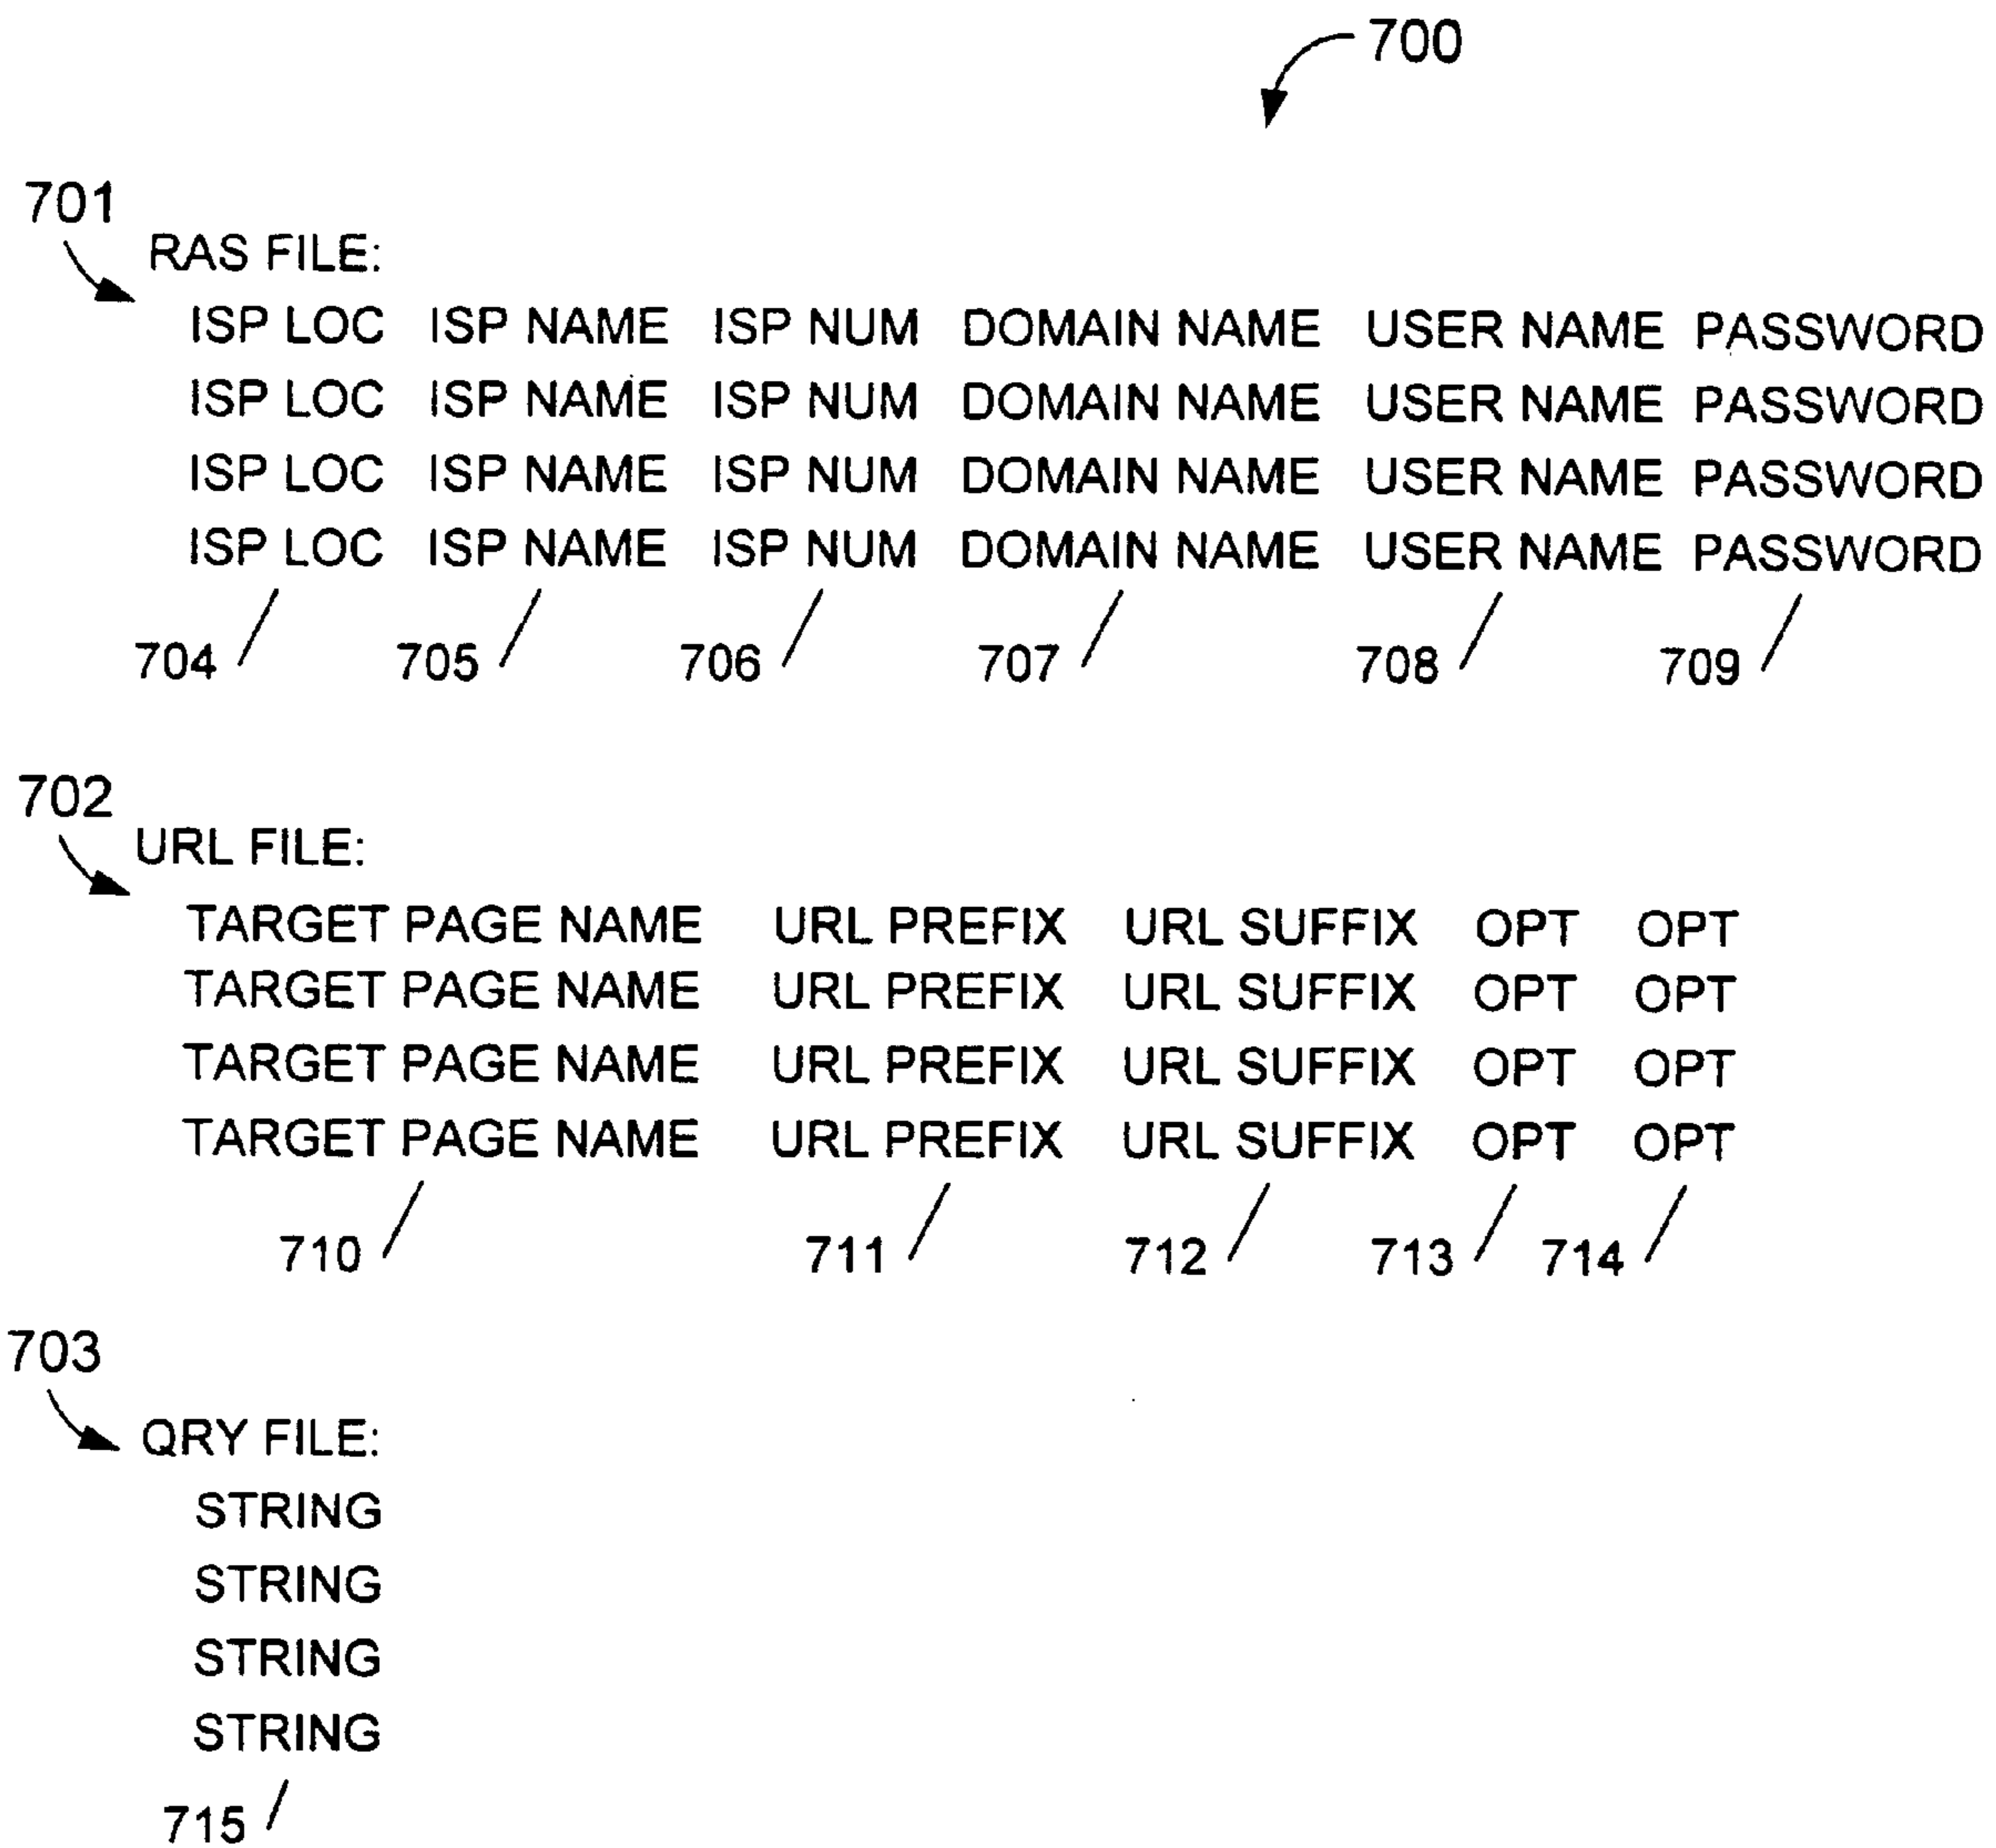 700
701
RAS FILE:
ISP LOC ISP NAME ISP NUM DOMAIN NAME USER NAME PASSWORD
ISP LOC ISP NAME ISP NUM DOMAIN NAME USER NAME PASSWORD
ISP LOC ISP NAME ISP NUM DOMAIN NAME USER NAME PASSWORD
ISP LOC ISP NAME ISP NUM DOMAIN NAME USER NAME PASSWORD
704 705 706 707 708 709
702
URL FILE:
TARGET PAGE NAME URL PREFIX URL SUFFIX OPT OPT
TARGET PAGE NAME URL PREFIX URL SUFFIX OPT OPT
TARGET PAGE NAME URL PREFIX URL SUFFIX OPT OPT
TARGET PAGE NAME URL PREFIX URL SUFFIX OPT OPT
710 711 712 713 714
703
QRY FILE:
STRING
STRING
STRING
STRING
715